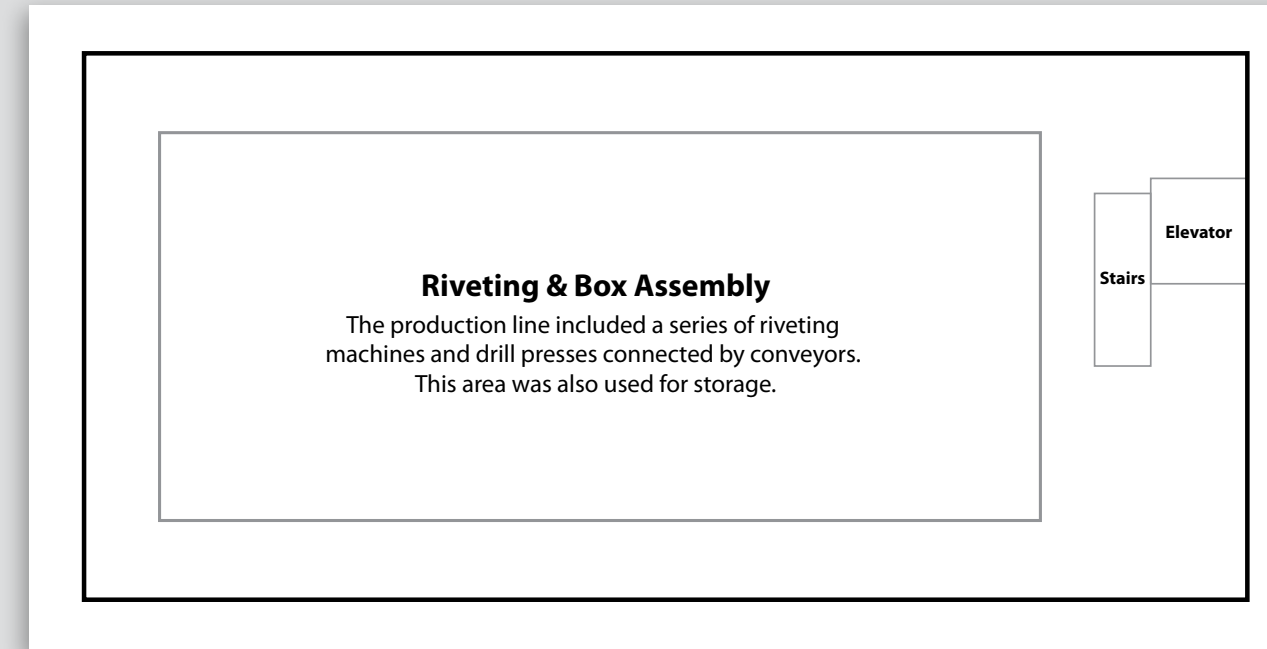 Riveting & Box Assembly
The production line included a series of riveting
machines and drill presses connected by conveyors.
This area was also used for storage.
Stairs
Elevator